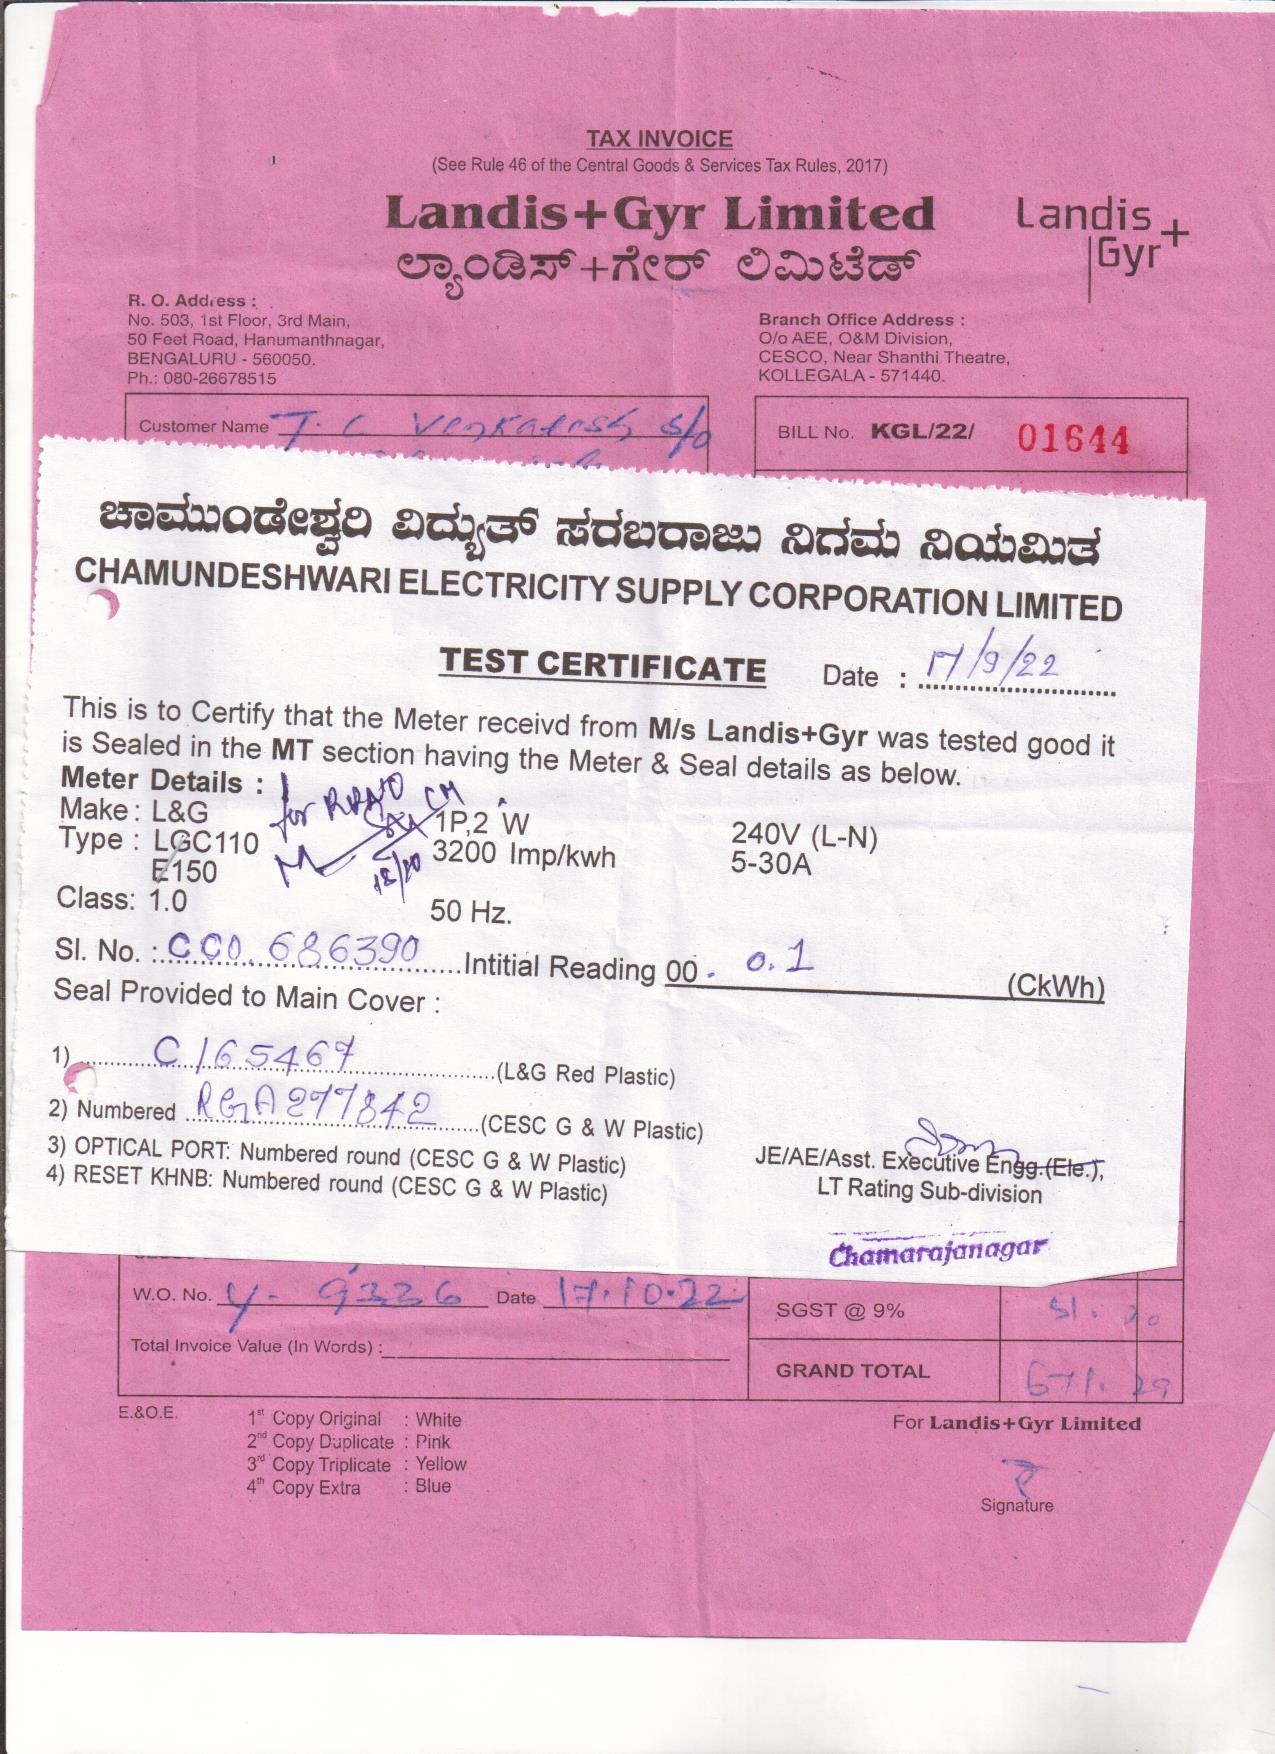 TAX INVOICE
(See Rule 46 of the Central Goods & Services Tax Rules, 2017)
Landis+Gyr Limited
Landis
Gyr+
ಲ್ಯಾಂಡಿಸ್+ಗೇರ್ ಲಿಮಿಟೆಡ್
R. O. Address :
No. 503, 1st Floor, 3rd Main,
50 Feet Road, Hanumanthnagar,
BENGALURU - 560050.
Ph.: 080-26678515
Branch Office Address :
O/o AEE, O&M Division,
CESCO, Near Shanthi Theatre,
KOLLEGALA - 571440.
Customer Name T. C Venkatesh s/o
BILL No. KGL/22/ 01644
ಚಾಮುಂಡೇಶ್ವರಿ ವಿದ್ಯುತ್ ಸರಬರಾಜು ನಿಗಮ ನಿಯಮಿತ
CHAMUNDESHWARI ELECTRICITY SUPPLY CORPORATION LIMITED
TEST CERTIFICATE Date : 17/9/22
This is to Certify that the Meter receivd from M/s Landis+Gyr was tested good it
is Sealed in the MT section having the Meter & Seal details as below.
Meter Details :
Make : L&G 1P,2 W 240V (L-N)
Type : LGC110 3200 Imp/kwh 5-30A
E150
Class: 1.0 50 Hz.
Sl. No. : CCO. 686390 Intitial Reading 00. 0.1 (CkWh)
Seal Provided to Main Cover :
1) C165467 (L&G Red Plastic)
2) Numbered RGA277842 (CESC G & W Plastic)
3) OPTICAL PORT: Numbered round (CESC G & W Plastic)
4) RESET KHNB: Numbered round (CESC G & W Plastic)
JE/AE/Asst. Executive Engg.(Ele.),
LT Rating Sub-division
Chamarajanagar
W.O. No. Y- 9336 Date 17.10.22
SGST @ 9% 51. 20
Total Invoice Value (In Words) :
GRAND TOTAL 671. 29
E.&O.E.
1st Copy Original : White
2nd Copy Duplicate : Pink
3rd Copy Triplicate : Yellow
4th Copy Extra : Blue
For Landis+Gyr Limited
Signature